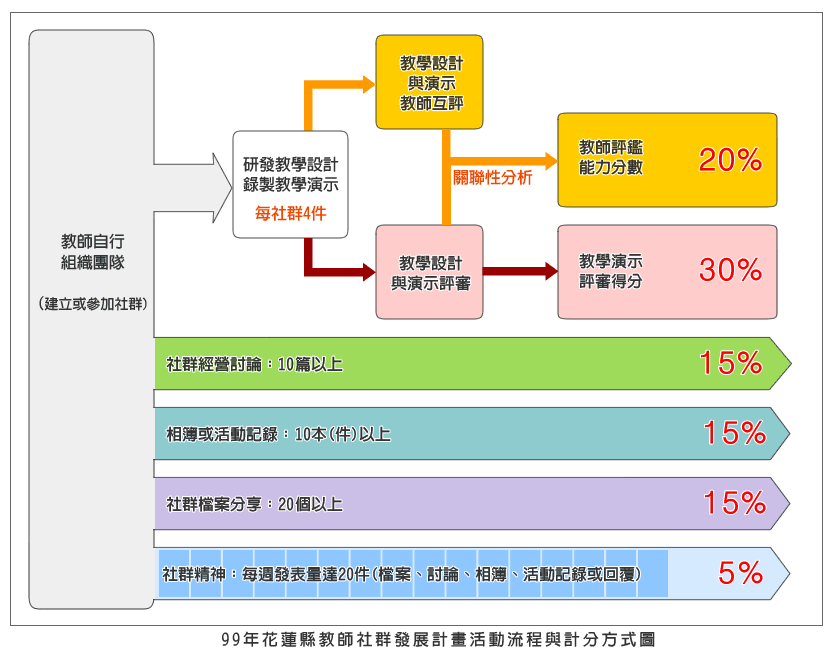 教師自行
組織團隊
(建立或參加社群)
研發教學設計
錄製教學演示
每社群4件
教學設計
與演示
教師互評
關聯性分析
教師評鑑
能力分數
20%
教學設計
與演示評審
教學演示
評審得分
30%
社群經營討論：10篇以上
15%
相簿或活動記錄：10本(件)以上
15%
社群檔案分享：20個以上
15%
社群精神：每週發表量達20件(檔案、討論、相簿、活動記錄或回覆)
5%
99年花蓮縣教師社群發展計畫活動流程與計分方式圖